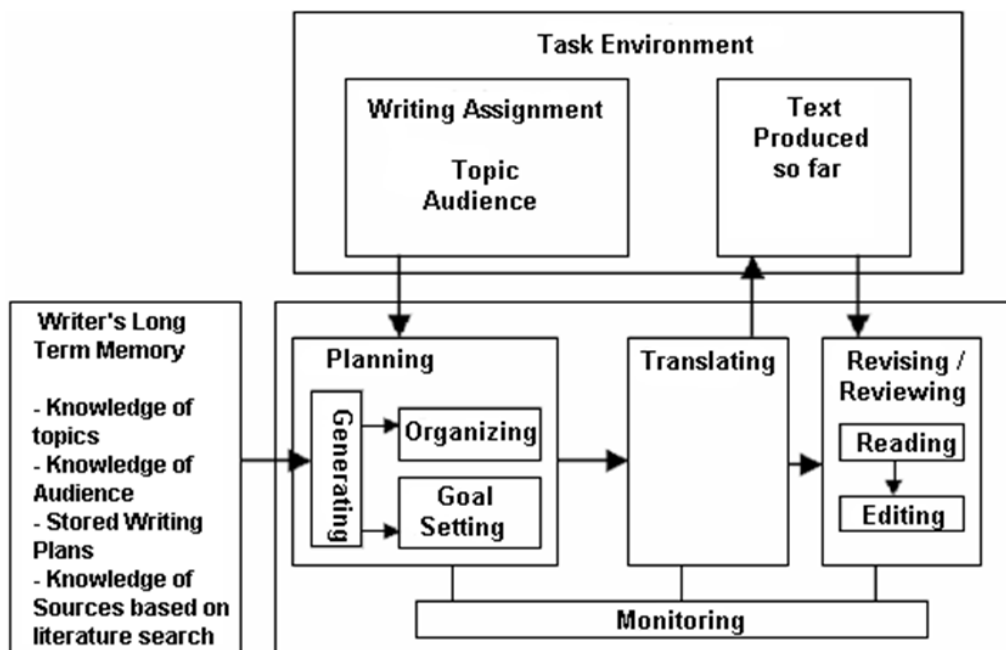 Task Environment
Writing Assignment
Topic
Audience
Text
Produced
so far
Writer's Long
Term Memory
- Knowledge of
topics
- Knowledge of
Audience
- Stored Writing
Plans
- Knowledge of
Sources based on
literature search
Planning
Generating
Organizing
Goal
Setting
Translating
Revising /
Reviewing
Reading
Editing
Monitoring